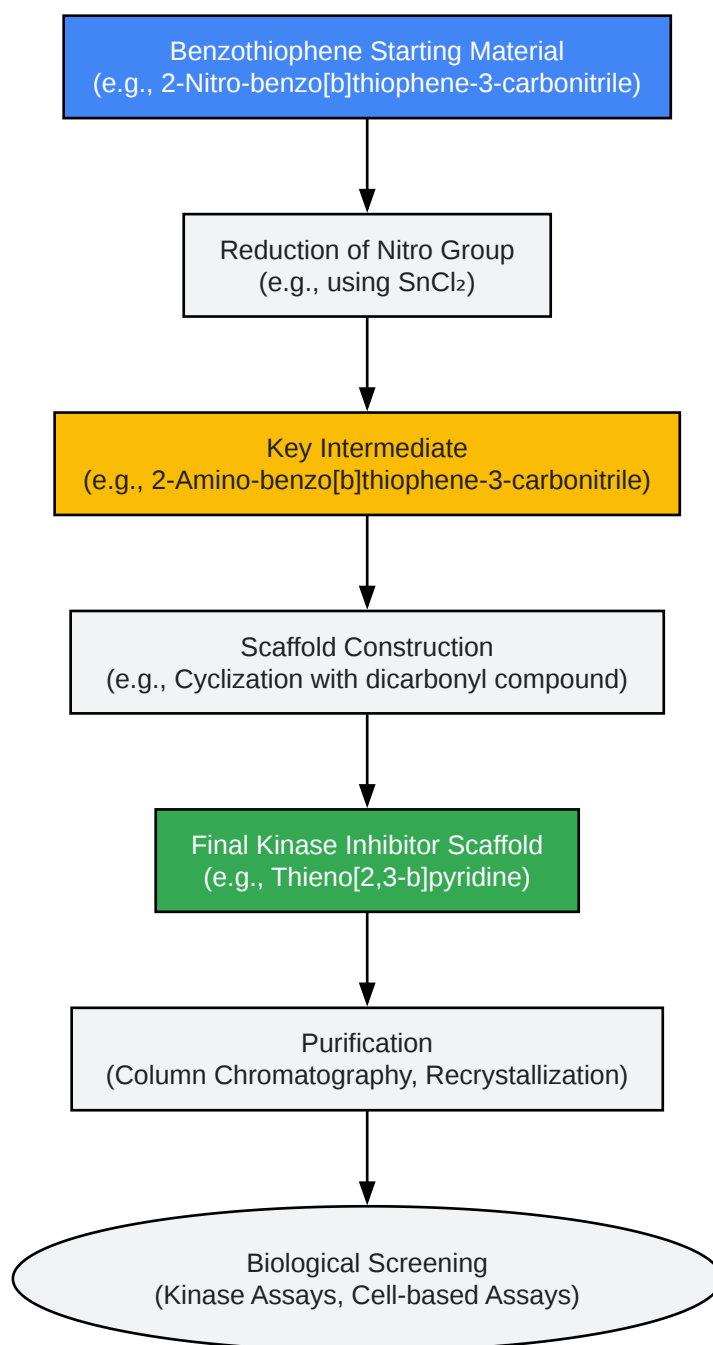 Benzothiophene Starting Material
(e.g., 2-Nitro-benzo[b]thiophene-3-carbonitrile)
Reduction of Nitro Group
(e.g., using SnCl₂)
Key Intermediate
(e.g., 2-Amino-benzo[b]thiophene-3-carbonitrile)
Scaffold Construction
(e.g., Cyclization with dicarbonyl compound)
Final Kinase Inhibitor Scaffold
(e.g., Thieno[2,3-b]pyridine)
Purification
(Column Chromatography, Recrystallization)
Biological Screening
(Kinase Assays, Cell-based Assays)